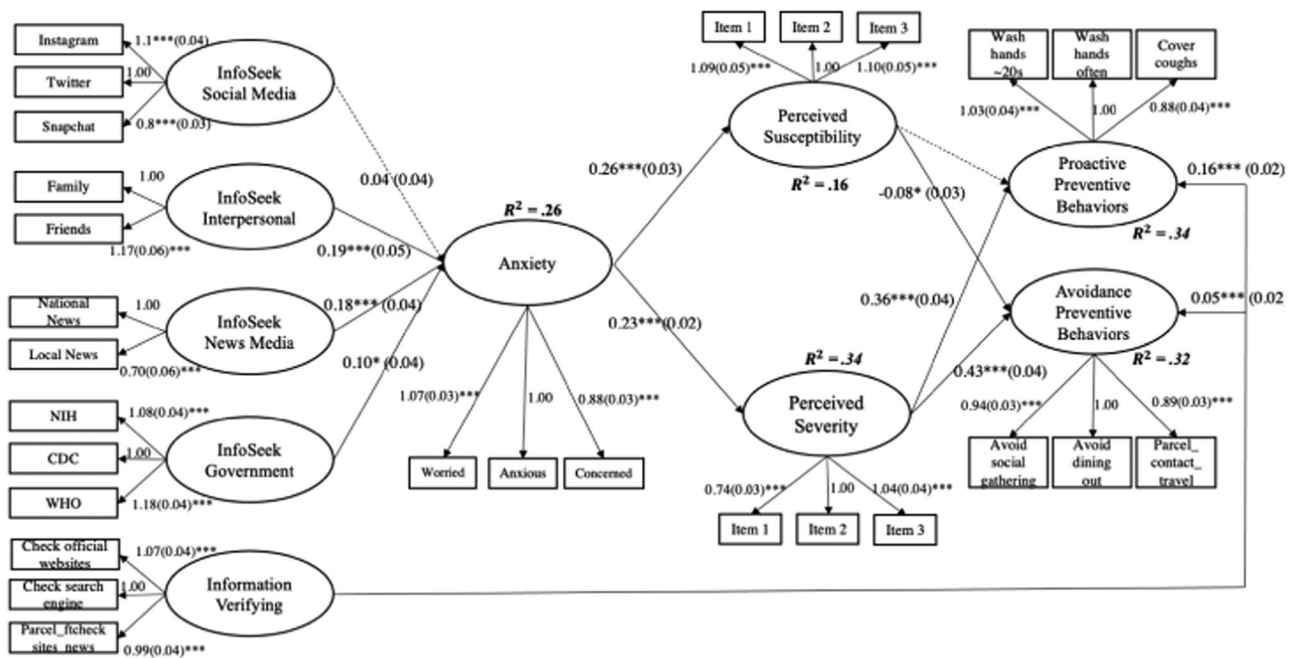 Instagram
1.1***(0.04)
Twitter
1.00
Snapchat
0.8***(0.03)
InfoSeek
Social Media
Family
1.00
Friends
1.17(0.06)***
InfoSeek
Interpersonal
National
News
1.00
Local News
0.70(0.06)***
InfoSeek
News Media
NIH
1.08(0.04)***
CDC
1.00
WHO
1.18(0.04)***
InfoSeek
Government
Check official
websites
1.07(0.04)***
Check search
engine
1.00
Parcel_ftcheck
sites_news
0.99(0.04)***
Information
Verifying
0.04 (0.04)
0.19***(0.05)
0.18*** (0.04)
0.10* (0.04)
R² = .26
Anxiety
1.07(0.03)***
1.00
0.88(0.03)***
Worried
Anxious
Concerned
0.26***(0.03)
0.23***(0.02)
Item 1
Item 2
Item 3
1.09(0.05)***
1.00
1.10(0.05)***
Perceived
Susceptibility
R² = .16
R² = .34
Perceived
Severity
0.74(0.03)***
1.00
1.04(0.04)***
Item 1
Item 2
Item 3
-0.08* (0.03)
0.36***(0.04)
0.43***(0.04)
Wash
hands
~20s
Wash
hands
often
Cover
coughs
1.03(0.04)***
1.00
0.88(0.04)***
Proactive
Preventive
Behaviors
R² = .34
0.16*** (0.02)
Avoidance
Preventive
Behaviors
R² = .32
0.05*** (0.02
0.94(0.03)***
1.00
0.89(0.03)***
Avoid
social
gathering
Avoid
dining
out
Parcel_
contact_
travel